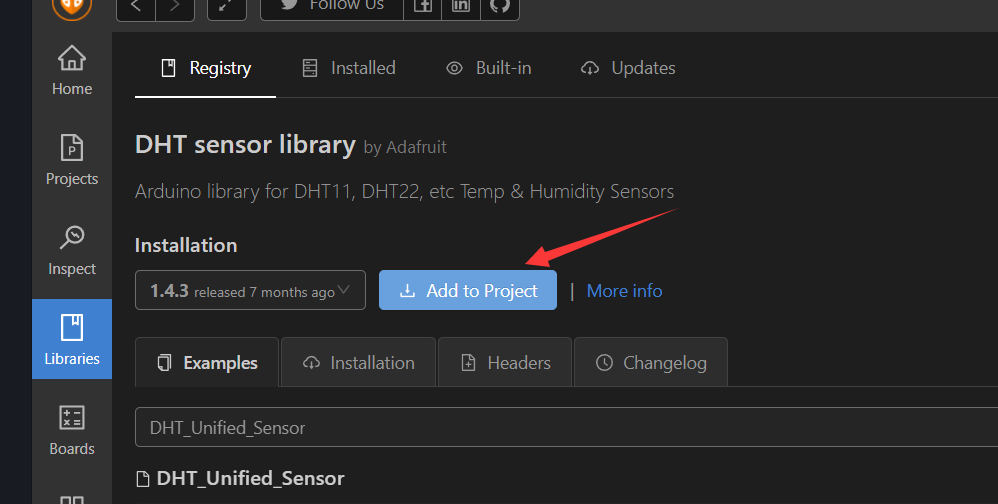 Follow Us
Registry
Installed
Built-in
Updates
Home
DHT sensor library by Adafruit
Projects
Arduino library for DHT11, DHT22, etc Temp & Humidity Sensors
Installation
Inspect
1.4.3 released 7 months ago
Add to Project
| More info
Libraries
Examples
Installation
Headers
Changelog
DHT_Unified_Sensor
Boards
DHT_Unified_Sensor